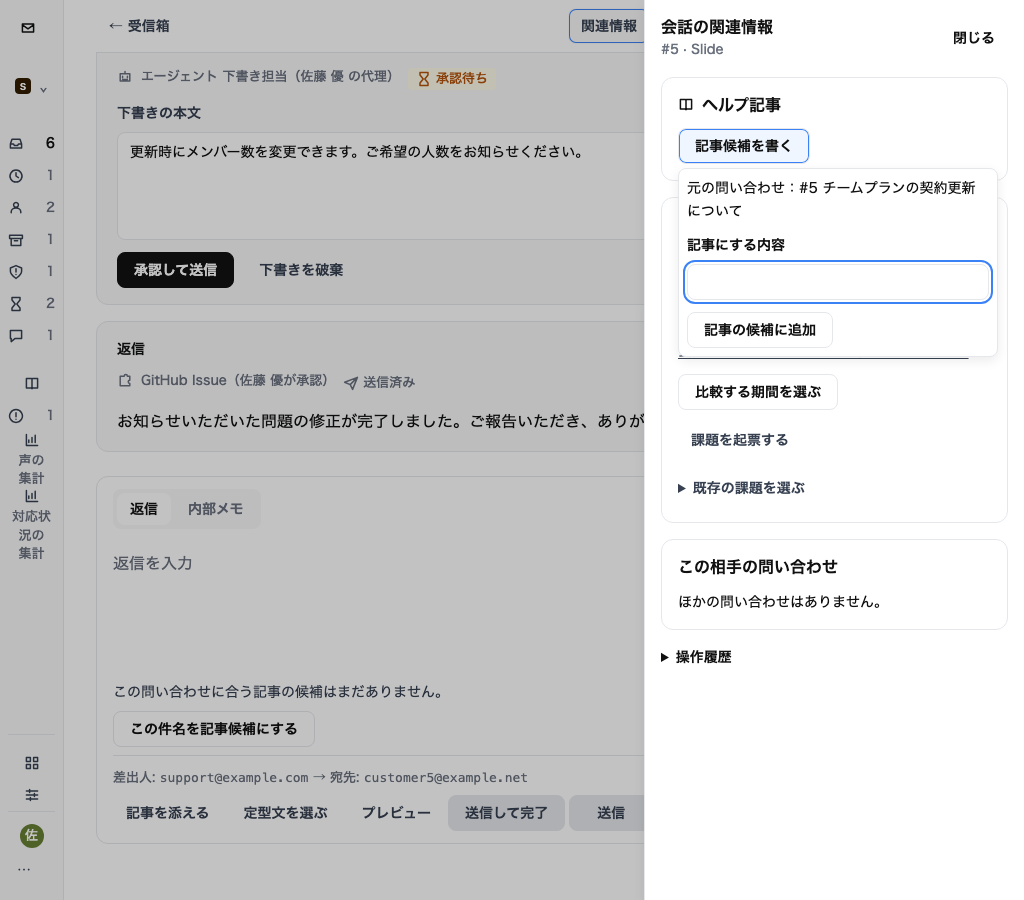 S
6
1
2
1
1
2
1
1
声の
集計
対応状
況の
集計
佐
…
← 受信箱
関連情報
エージェント 下書き担当（佐藤 優 の代理）
承認待ち
下書きの本文
更新時にメンバー数を変更できます。ご希望の人数をお知らせください。
承認して送信
下書きを破棄
返信
GitHub Issue（佐藤 優が承認）
送信済み
お知らせいただいた問題の修正が完了しました。ご報告いただき、ありが
返信
内部メモ
返信を入力
この問い合わせに合う記事の候補はまだありません。
この件名を記事候補にする
差出人: support@example.com → 宛先: customer5@example.net
記事を添える
定型文を選ぶ
プレビュー
送信して完了
送信
会話の関連情報
#5 · Slide
閉じる
ヘルプ記事
記事候補を書く
元の問い合わせ：#5 チームプランの契約更新
について
記事にする内容
記事の候補に追加
比較する期間を選ぶ
課題を起票する
▶ 既存の課題を選ぶ
この相手の問い合わせ
ほかの問い合わせはありません。
▶ 操作履歴